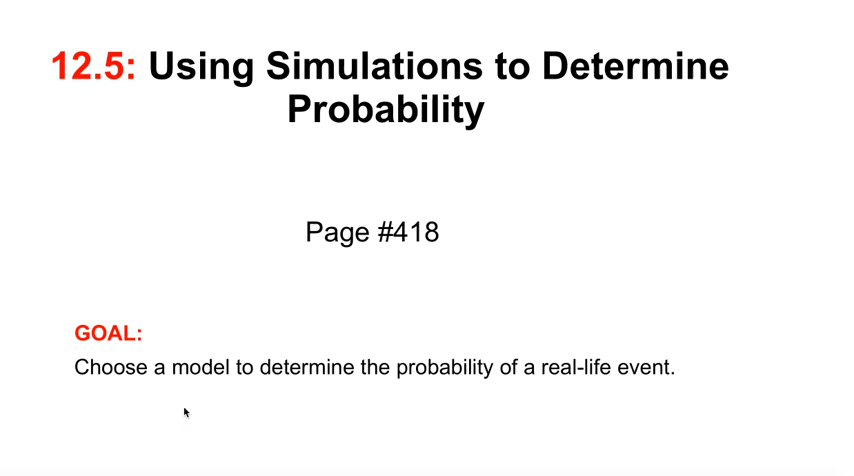 12.5: Using Simulations to Determine
Probability
Page #418
GOAL:
Choose a model to determine the probability of a real-life event.